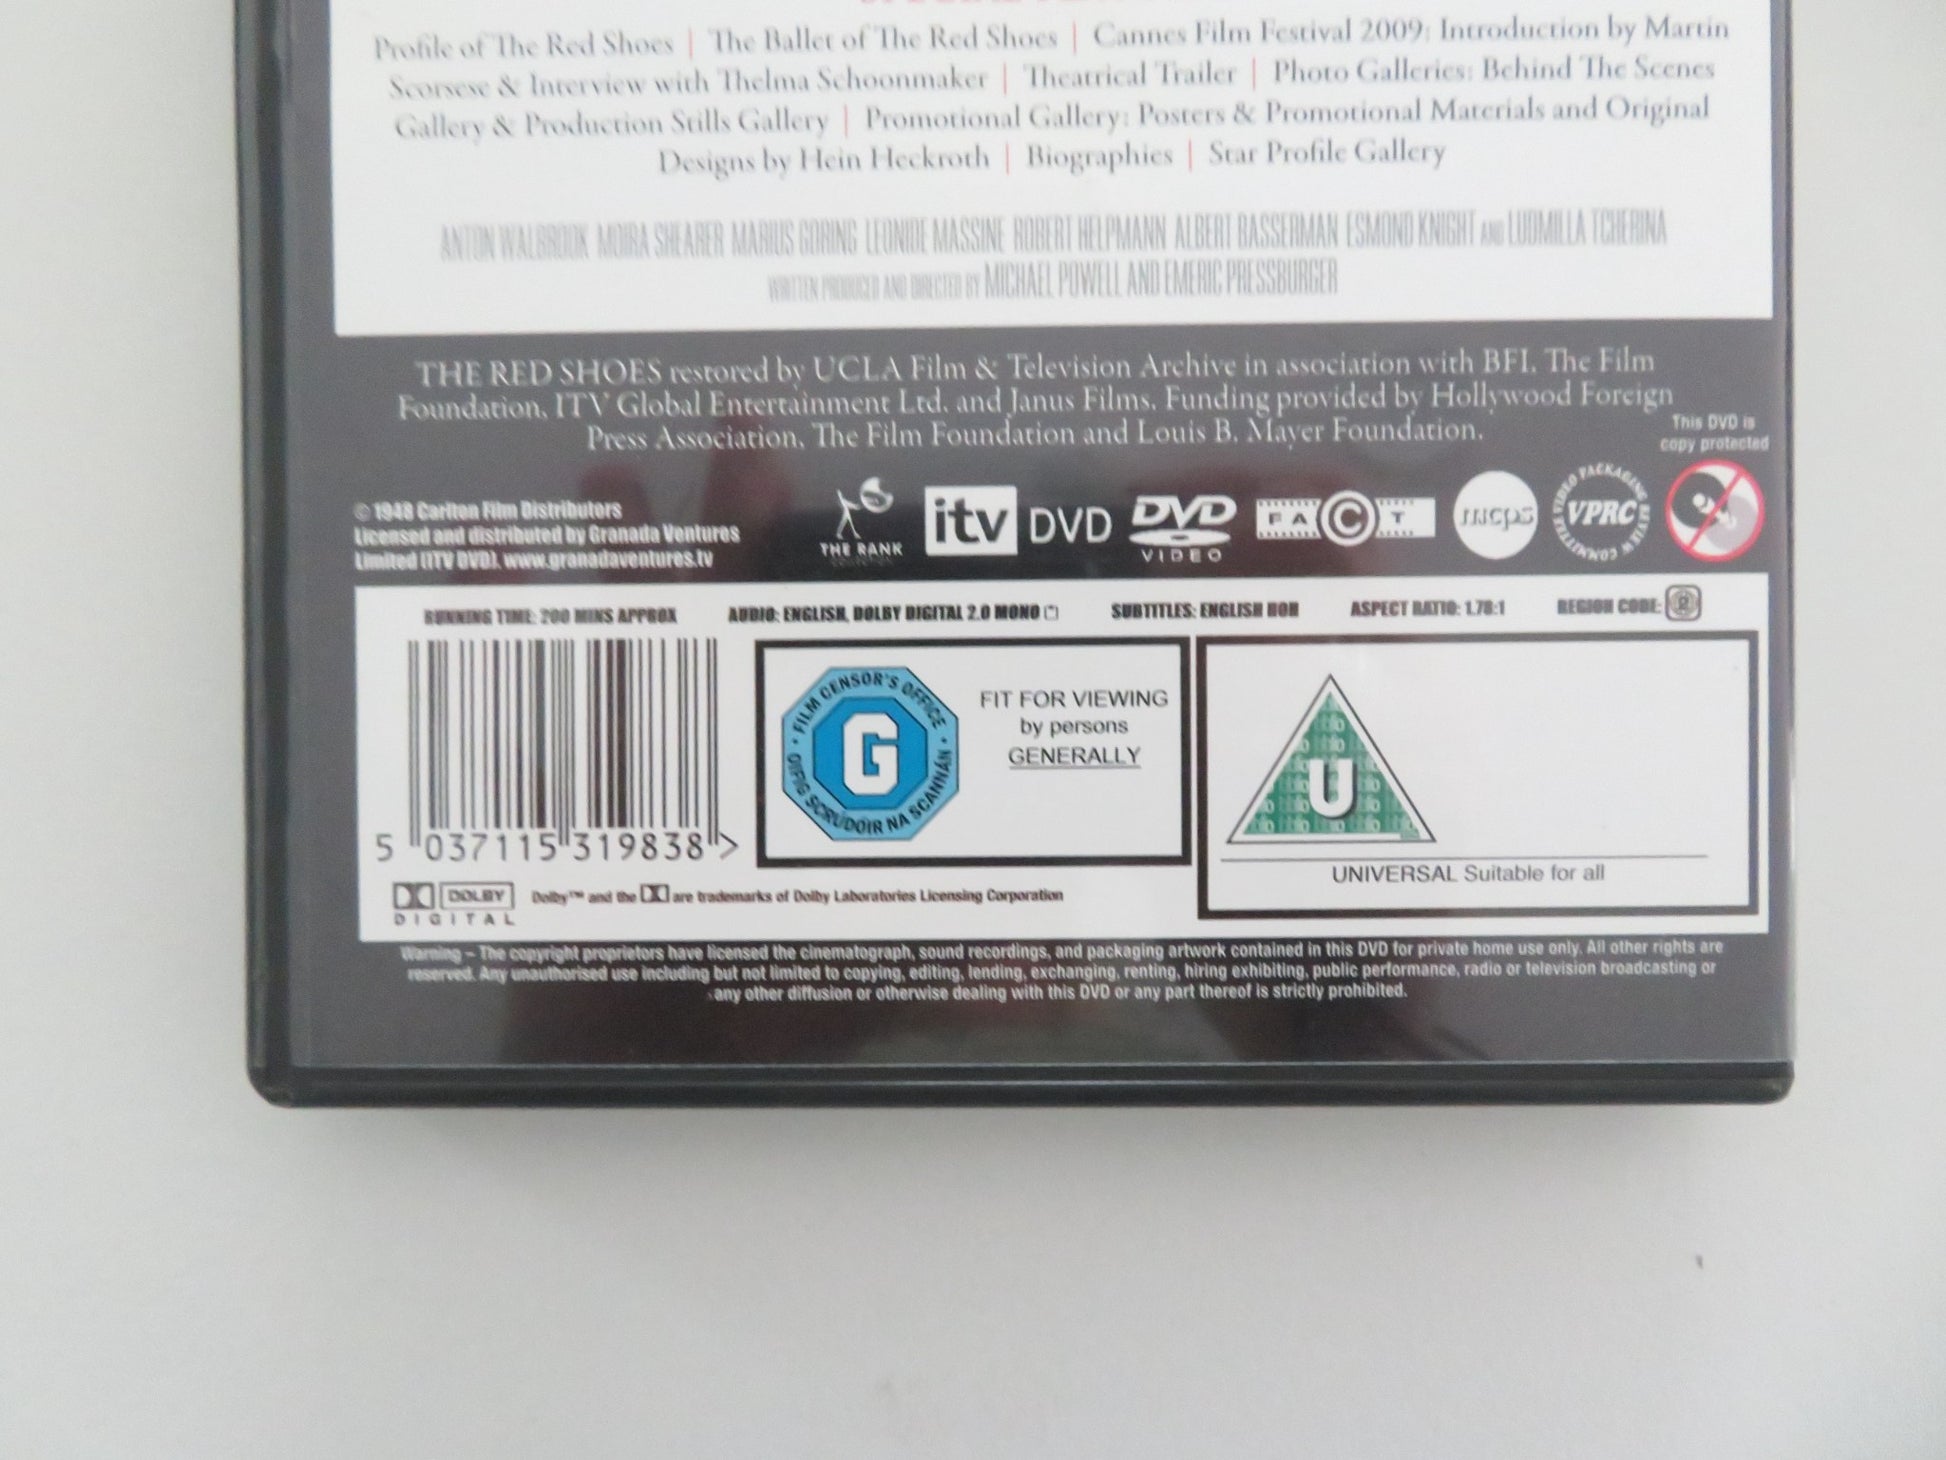 Profile of The Red Shoes | The Ballet of The Red Shoes | Cannes Film Festival 2009: Introduction by Martin
Scorsese & Interview with Thelma Schoonmaker | Theatrical Trailer | Photo Galleries: Behind The Scenes
Gallery & Production Stills Gallery | Promotional Gallery: Posters & Promotional Materials and Original
Designs by Hein Heckroth | Biographies | Star Profile Gallery
ANTON WALBROOK MOIRA SHEARER MARIUS GORING LEONIDE MASSINE ROBERT HELPMANN ALBERT BASSERMAN ESMOND KNIGHT AND LUDMILLA TCHERINA
WRITTEN PRODUCED AND DIRECTED BY MICHAEL POWELL AND EMERIC PRESSBURGER
THE RED SHOES restored by UCLA Film & Television Archive in association with BFI, The Film
Foundation, ITV Global Entertainment Ltd. and Janus Films. Funding provided by Hollywood Foreign
Press Association, The Film Foundation and Louis B. Mayer Foundation.
This DVD is
copy protected
© 1948 Carlton Film Distributors
Licensed and distributed by Granada Ventures
Limited (ITV DVD). www.granadaventures.tv
THE RANK
COLLECTION
itv DVD
DVD
VIDEO
FACT
mcps
VIDEO PACKAGING REVIEW COMMITTEE
VPRC
RUNNING TIME: 200 MINS APPROX AUDIO: ENGLISH, DOLBY DIGITAL 2.0 MONO SUBTITLES: ENGLISH HOH ASPECT RATIO: 1.78:1 REGION CODE: 2
5 037115 319838 >
FILM CENSOR'S OFFICE
G
OIFIG SCRÚDÓIR NA SCANNÁN
FIT FOR VIEWING
by persons
GENERALLY
U
UNIVERSAL Suitable for all
DOLBY
DIGITAL
Dolby™ and the are trademarks of Dolby Laboratories Licensing Corporation
Warning – The copyright proprietors have licensed the cinematograph, sound recordings, and packaging artwork contained in this DVD for private home use only. All other rights are
reserved. Any unauthorised use including but not limited to copying, editing, lending, exchanging, renting, hiring exhibiting, public performance, radio or television broadcasting or
any other diffusion or otherwise dealing with this DVD or any part thereof is strictly prohibited.